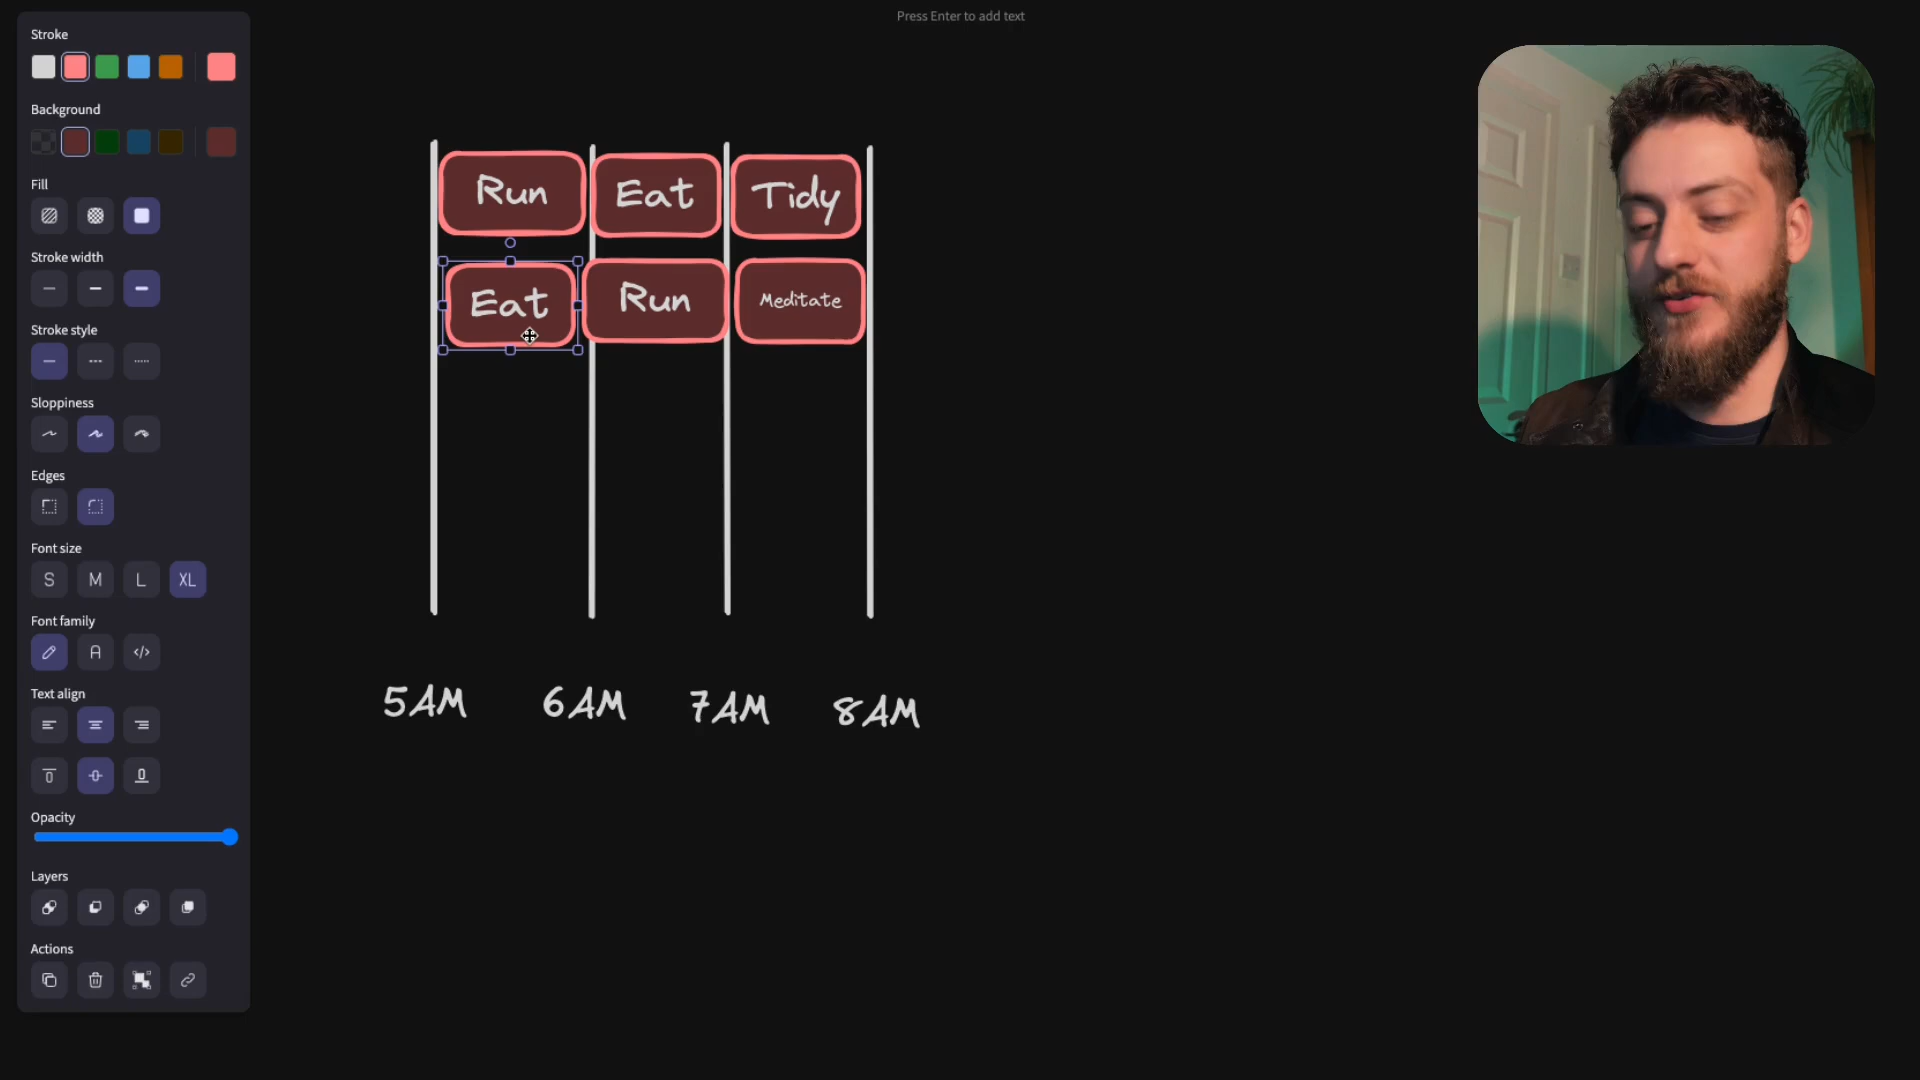 Press Enter to add text
Stroke
Background
Fill
Stroke width
Stroke style
Sloppiness
Edges
Font size
S M L XL
Font family
A </>
Text align
Opacity
Layers
Actions
Run Eat Tidy
Eat Run Meditate
5AM 6AM 7AM 8AM